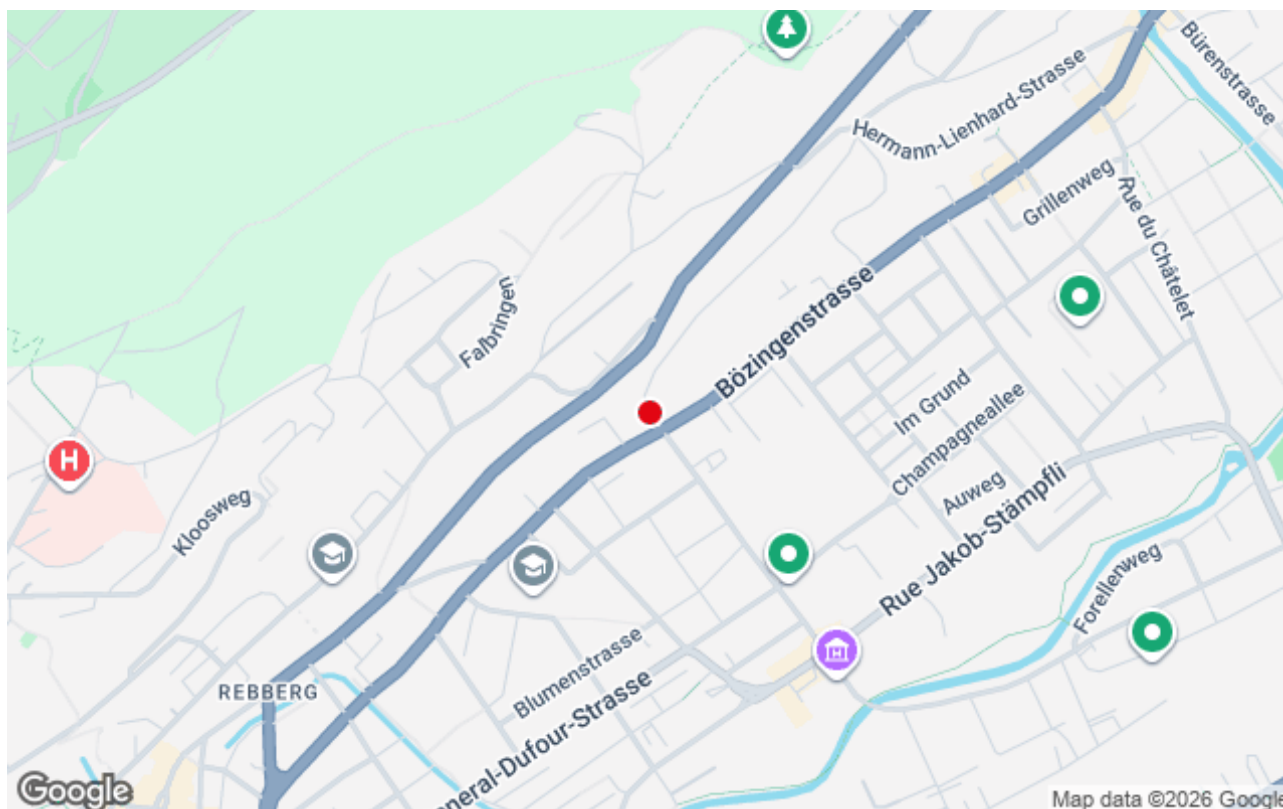 Bürenstrasse
Hermann-Lienhard-Strasse
Grillenweg
Rue du Châtelet
Falbringen
Bözingenstrasse
Im Grund
Champagneallee
H
Kloosweg
Auweg
Rue Jakob-Stämpfli
Forellenweg
Blumenstrasse
REBBERG
eneral-Dufour-Strasse
Google
Map data ©2026 Google